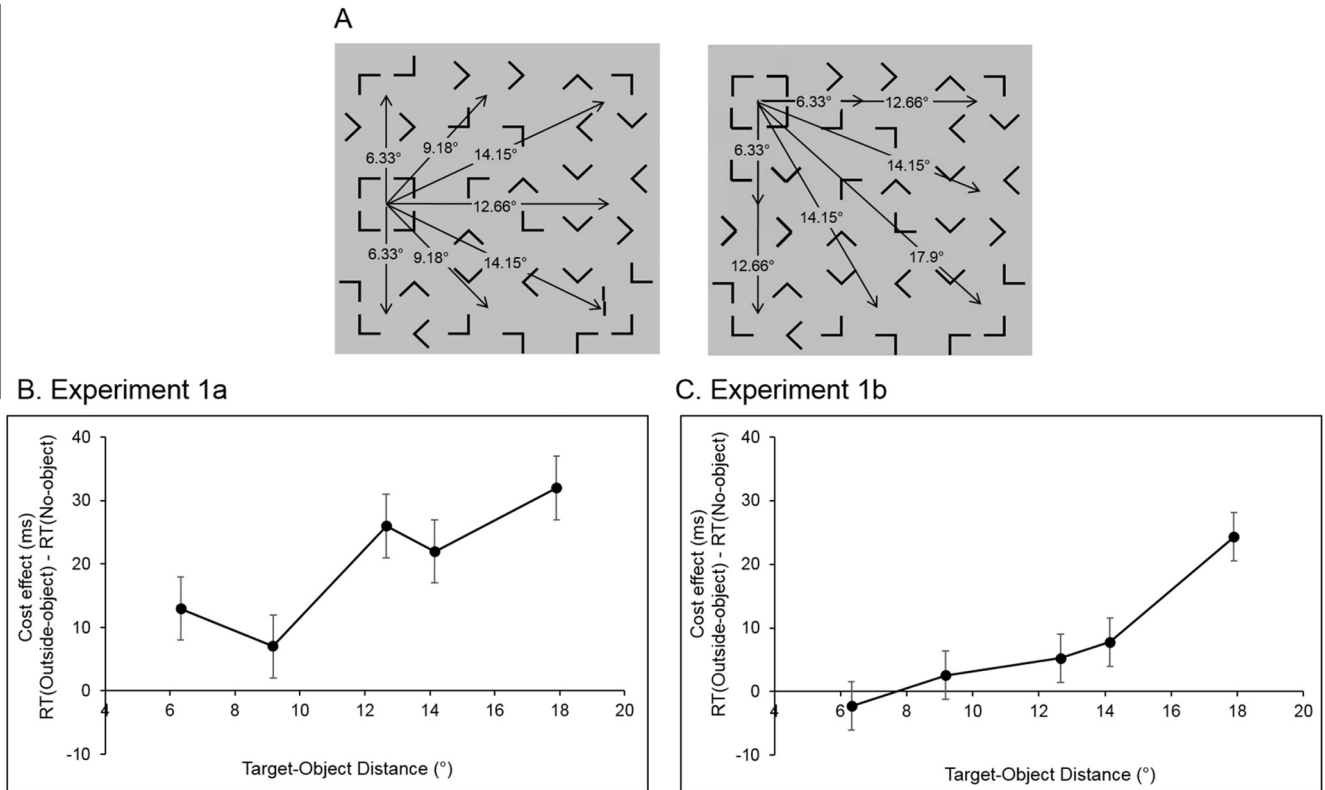 A
6.33°
9.18°
14.15°
12.66°
6.33°
9.18°
14.15°
6.33°
12.66°
6.33°
14.15°
14.15°
12.66°
17.9°
B. Experiment 1a
Cost effect (ms)
RT(Outside-object) - RT(No-object)
40
30
20
10
0
-10
4 6 8 10 12 14 16 18 20
Target-Object Distance (°)
C. Experiment 1b
Cost effect (ms)
RT(Outside-object) - RT(No-object)
40
30
20
10
0
-10
4 6 8 10 12 14 16 18 20
Target-Object Distance (°)